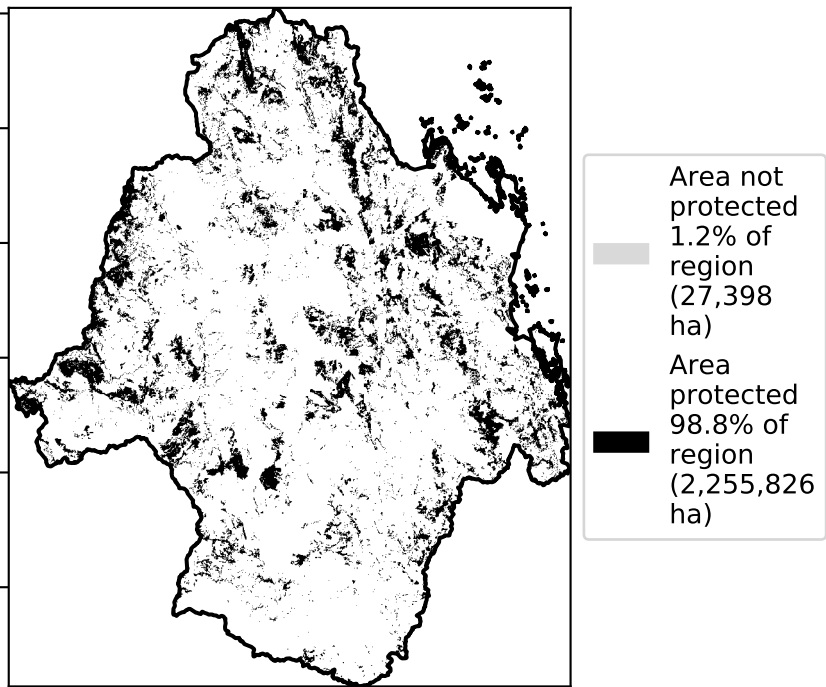 Area not
protected
1.2% of
region
(27,398
ha)
Area
protected
98.8% of
region
(2,255,826
ha)